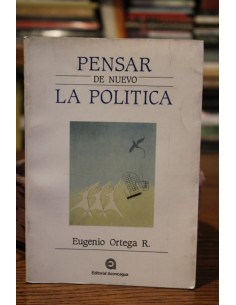 PENSAR
DE NUEVO
LA POLITICA
Eugenio Ortega R.
Editorial Aconcagua